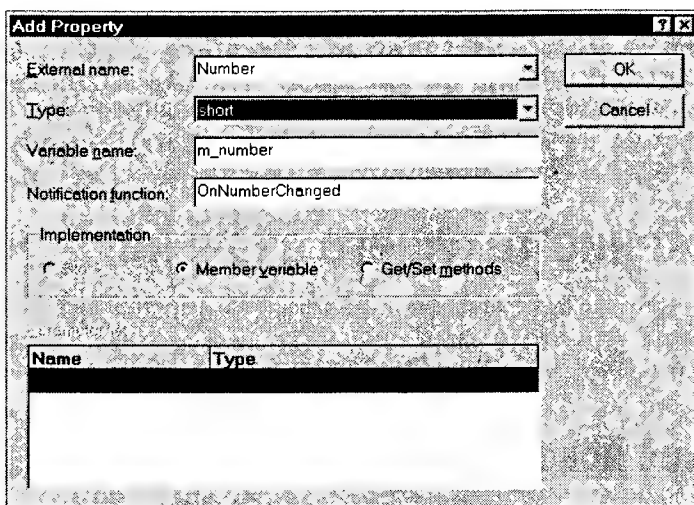 Add Property
External name: Number
OK
Type: short
Cancel
Variable name: m_number
Notification function: OnNumberChanged
Implementation
Member variable
Get/Set methods
Name Type